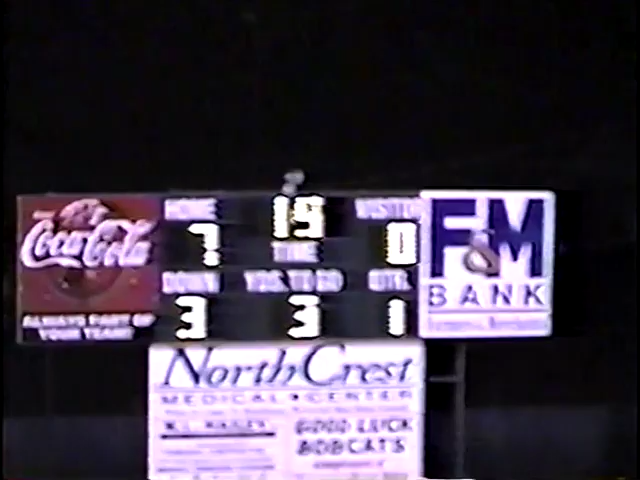 HOME 15 VISITOR
7 TIME 0
DOWN YDS. TO GO QTR.
3 3 1
Coca-Cola
ALWAYS PART OF
YOUR TEAM!
F&M
BANK
NorthCrest
MEDICAL CENTER
GOOD LUCK
BOBCATS